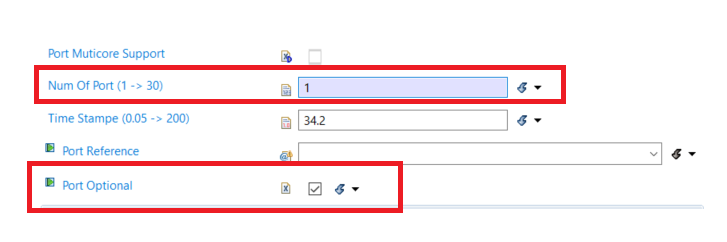 Port Muticore Support
Num Of Port (1 -> 30) 1
Time Stampe (0.05 -> 200) 34.2
Port Reference
Port Optional